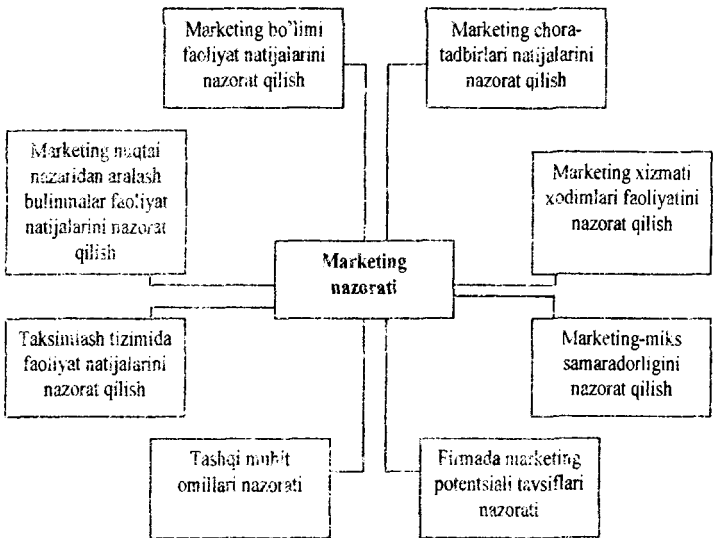 Marketing bo`limi
faoliyat natijalarini
nazorat qilish
Marketing chora-
tadbirlari natijalarini
nazorat qilish
Marketing nuqtai
nazaridan aralash
bulinmalar faoliyat
natijalarini nazorat
qilish
Marketing xizmati
xodimlari faoliyatini
nazorat qilish
Marketing
nazorati
Taksimlash tizimida
faoliyat natijalarini
nazorat qilish
Marketing-miks
samaradorligini
nazorat qilish
Tashqi muhit
omillari nazorati
Firmada marketing
potentsiali tavsiflari
nazorati